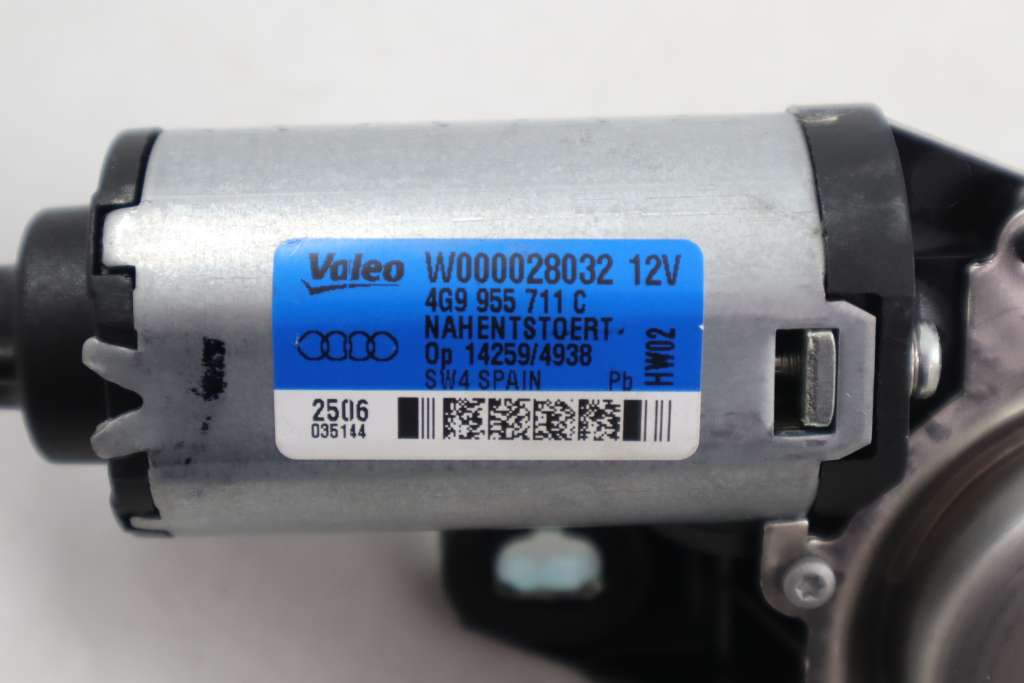 Valeo W000028032 12V
4G9 955 711 C
NAHENTSTOERT
Op 14259/4938
SW4 SPAIN Pb
HW02
2506
035144